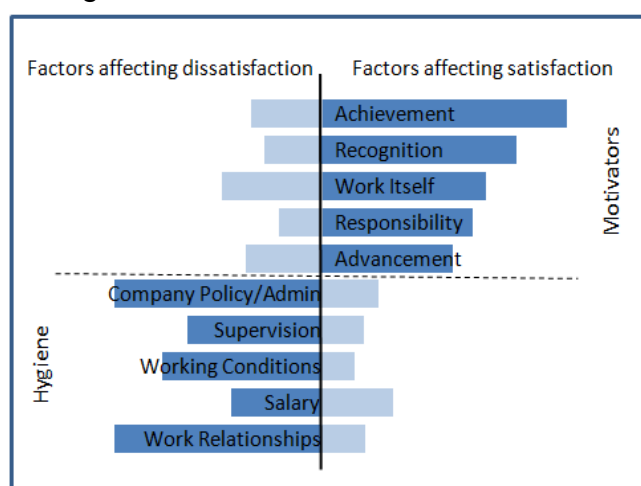 Factors affecting dissatisfaction
Factors affecting satisfaction
Achievement
Recognition
Work Itself
Responsibility
Advancement
Motivators
Company Policy/Admin
Supervision
Working Conditions
Salary
Work Relationships
Hygiene